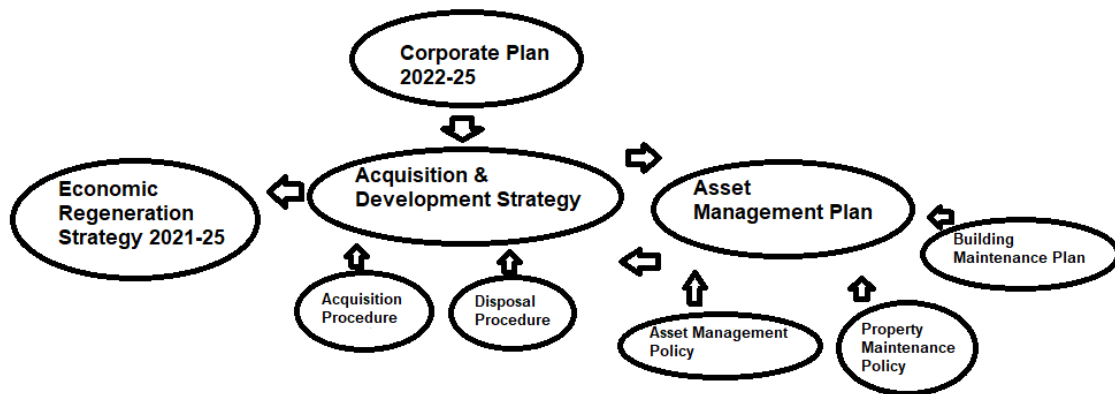 Corporate Plan
2022-25
Economic
Regeneration
Strategy 2021-25
Acquisition &
Development Strategy
Asset
Management Plan
Building
Maintenance Plan
Acquisition
Procedure
Disposal
Procedure
Asset Management
Policy
Property
Maintenance
Policy